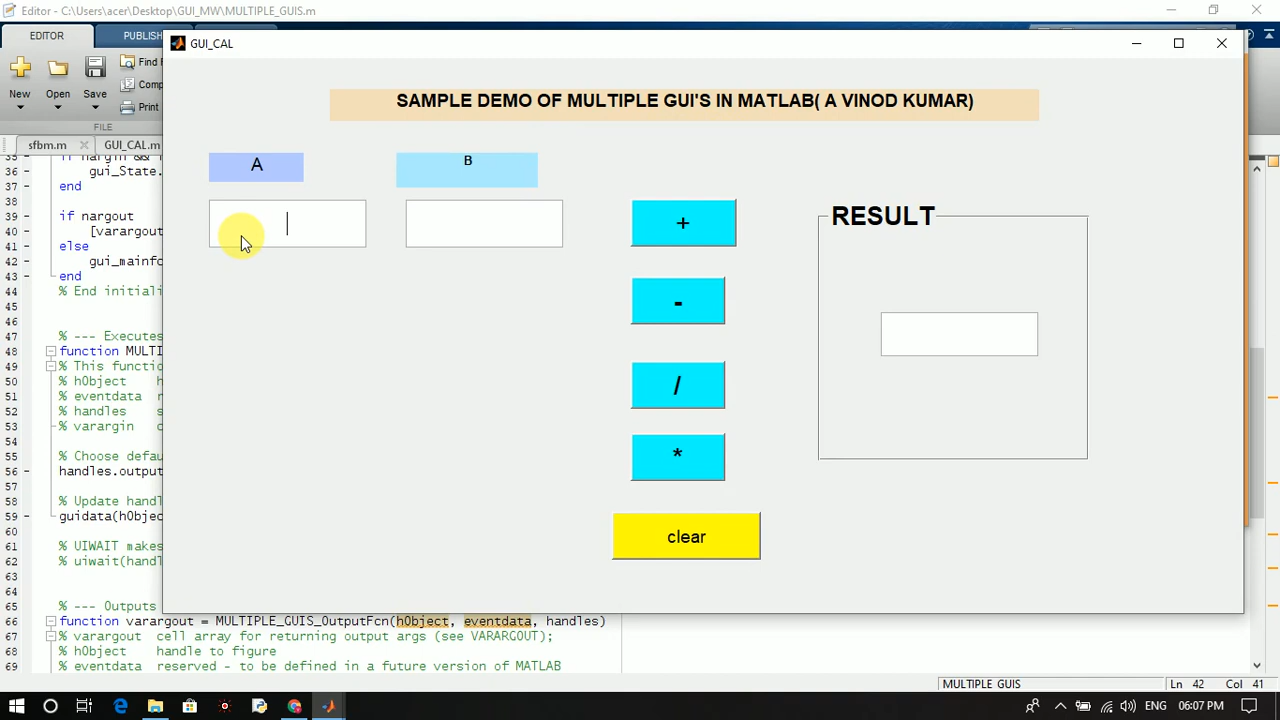 Editor - C:\Users\acer\Desktop\GUI_MW\MULTIPLE_GUIS.m
EDITOR
PUBLISH
GUI_CAL
New
Open
Save
Find
Print
FILE
sfbm.m
GUI_CAL.m
SAMPLE DEMO OF MULTIPLE GUI'S IN MATLAB( A VINOD KUMAR)
A
B
+
-
/
*
clear
RESULT
36 gui_State.
37 end
38
39 if nargout
40 [varargout
41 else
42 gui_mainfc
43 end
44 % End initiali
45
46
47 % --- Executes
48 function MULTI
49 % This functio
50 % hObject h
51 % eventdata r
52 % handles s
53 % varargin c
54
55 % Choose defau
56 handles.output
57
58 % Update handl
59 guidata(hObjec
60
61 % UIWAIT makes
62 % uiwait(handl
63
64
65 % --- Outputs
66 function varargout = MULTIPLE_GUIS_OutputFcn(hObject, eventdata, handles)
67 % varargout cell array for returning output args (see VARARGOUT);
68 % hObject handle to figure
69 % eventdata reserved - to be defined in a future version of MATLAB
MULTIPLE GUIS
Ln 42 Col 41
ENG 06:07 PM